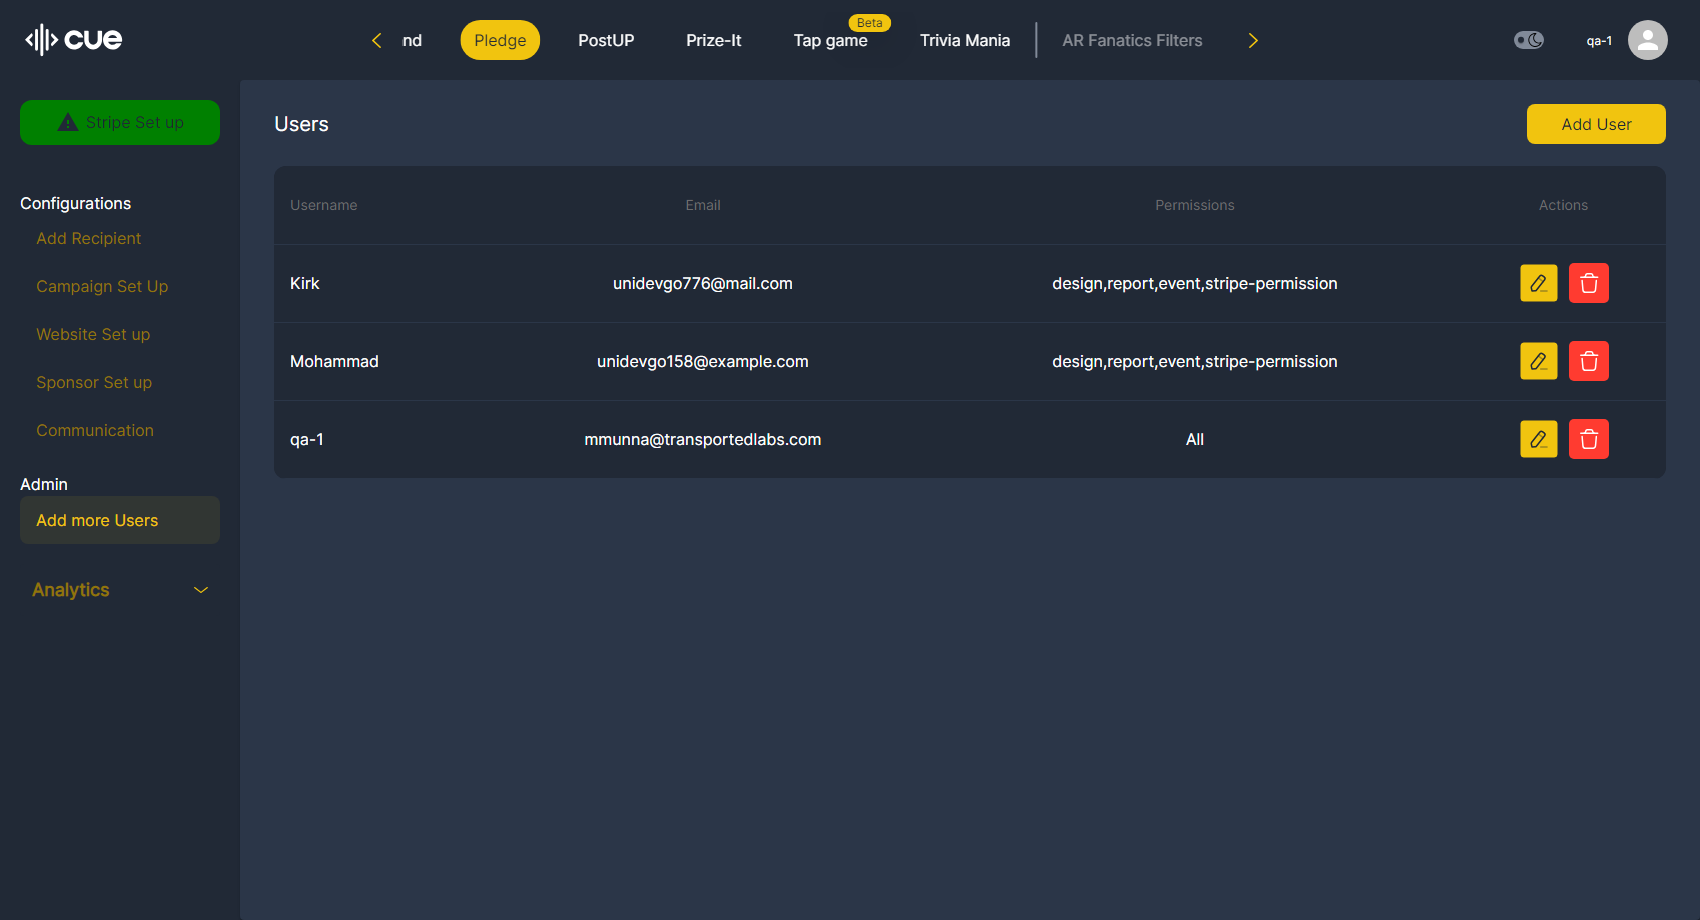 cue
nd
Pledge
PostUP
Prize-It
Beta
Tap game
Trivia Mania
AR Fanatics Filters
qa-1
Stripe Set up
Configurations
Add Recipient
Campaign Set Up
Website Set up
Sponsor Set up
Communication
Admin
Add more Users
Analytics
Users
Add User
Username Email Permissions Actions
Kirk unidevgo776@mail.com design,report,event,stripe-permission
Mohammad unidevgo158@example.com design,report,event,stripe-permission
qa-1 mmunna@transportedlabs.com All